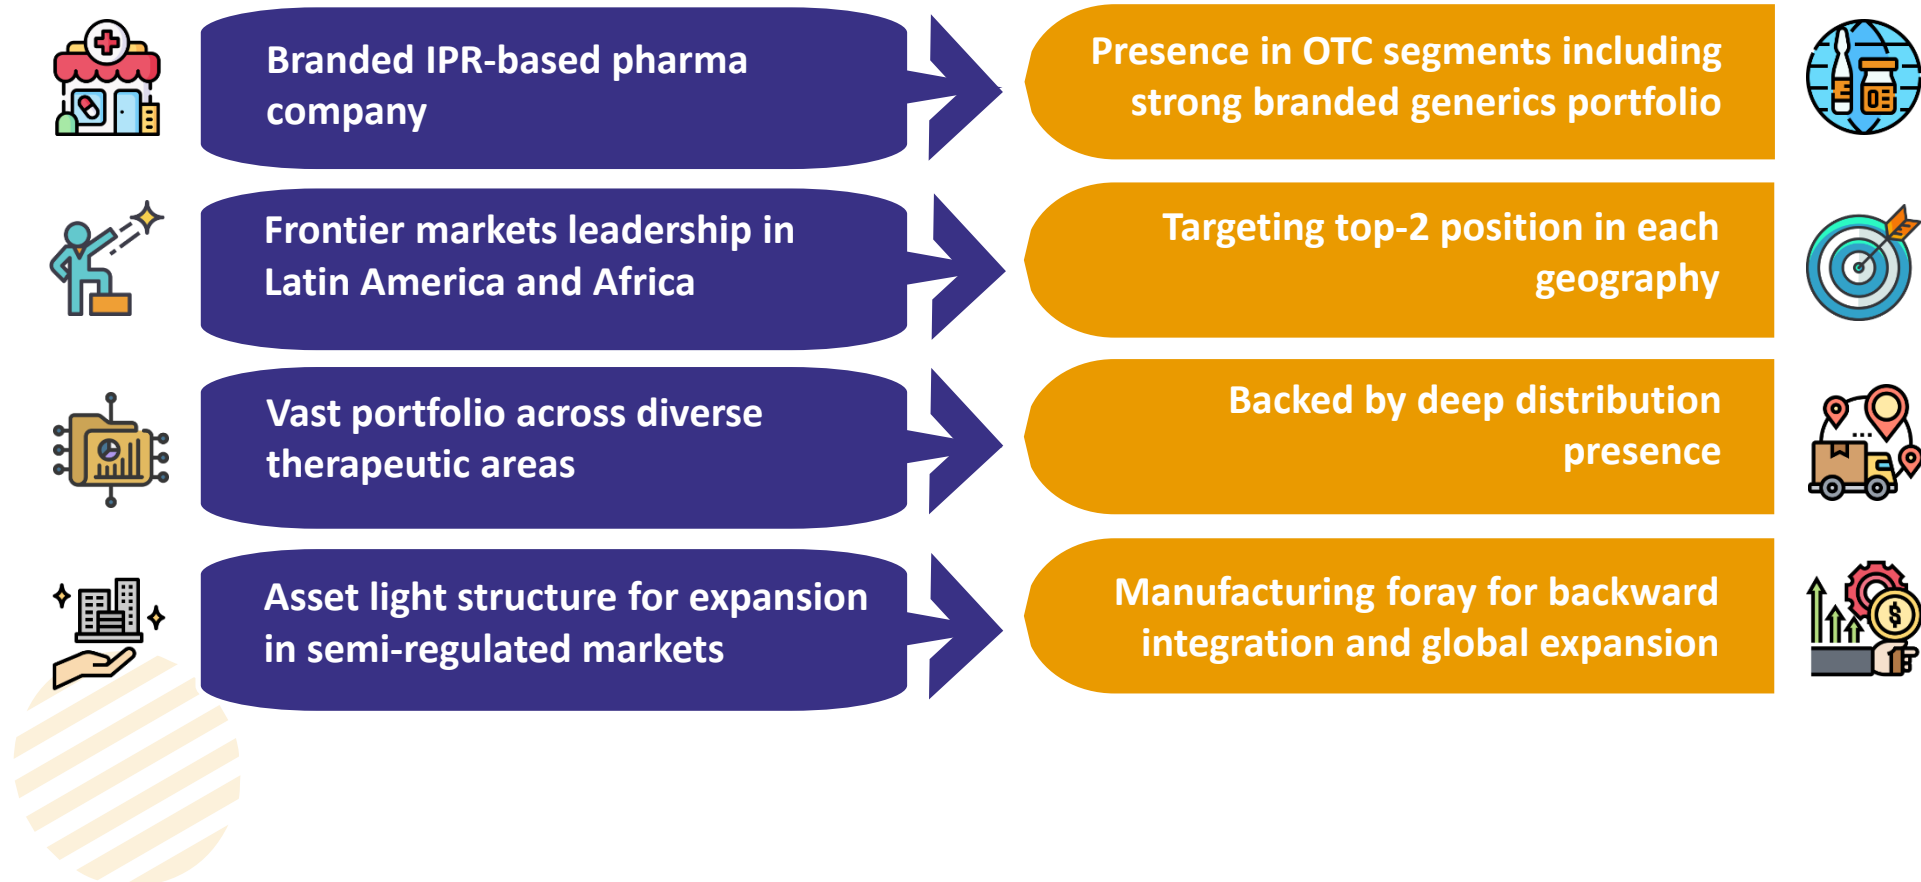 Branded IPR-based pharma
company
Presence in OTC segments including
strong branded generics portfolio
Frontier markets leadership in
Latin America and Africa
Targeting top-2 position in each
geography
Vast portfolio across diverse
therapeutic areas
Backed by deep distribution
presence
Asset light structure for expansion
in semi-regulated markets
Manufacturing foray for backward
integration and global expansion